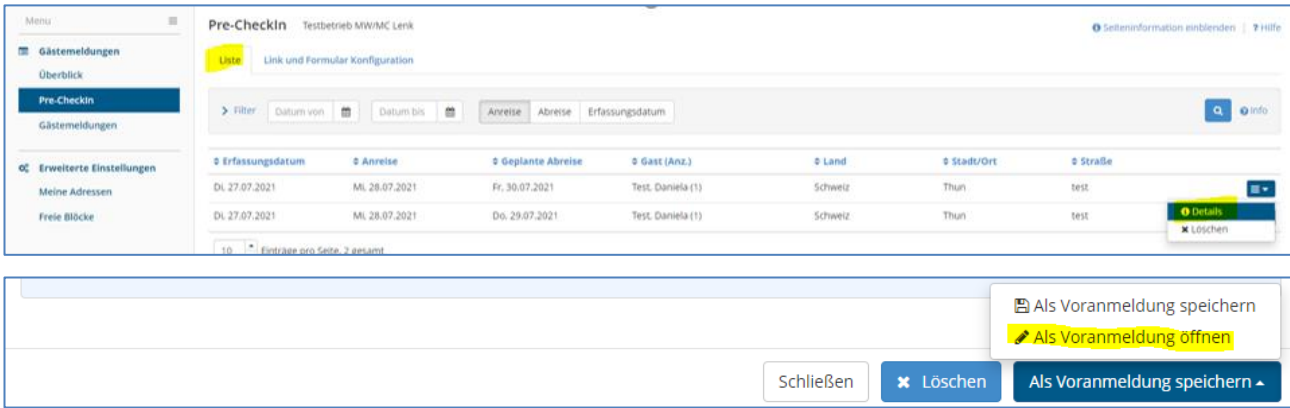 Menu
Pre-CheckIn Testbetrieb MW/MC Lenk
Seiteninformation einblenden | ? Hilfe
Gästemeldungen
Überblick
Pre-CheckIn
Gästemeldungen
Erweiterte Einstellungen
Meine Adressen
Freie Blöcke
Liste Link und Formular Konfiguration
Filter Datum von Datum bis Anreise Abreise Erfassungsdatum Info
Erfassungsdatum Anreise Geplante Abreise Gast (Anz.) Land Stadt/Ort Straße
Di. 27.07.2021 Mi. 28.07.2021 Fr. 30.07.2021 Test, Daniela (1) Schweiz Thun test
Di. 27.07.2021 Mi. 28.07.2021 Do. 29.07.2021 Test, Daniela (1) Schweiz Thun test
Details
Löschen
10 Einträge pro Seite, 2 gesamt
Als Voranmeldung speichern
Als Voranmeldung öffnen
Schließen Löschen Als Voranmeldung speichern